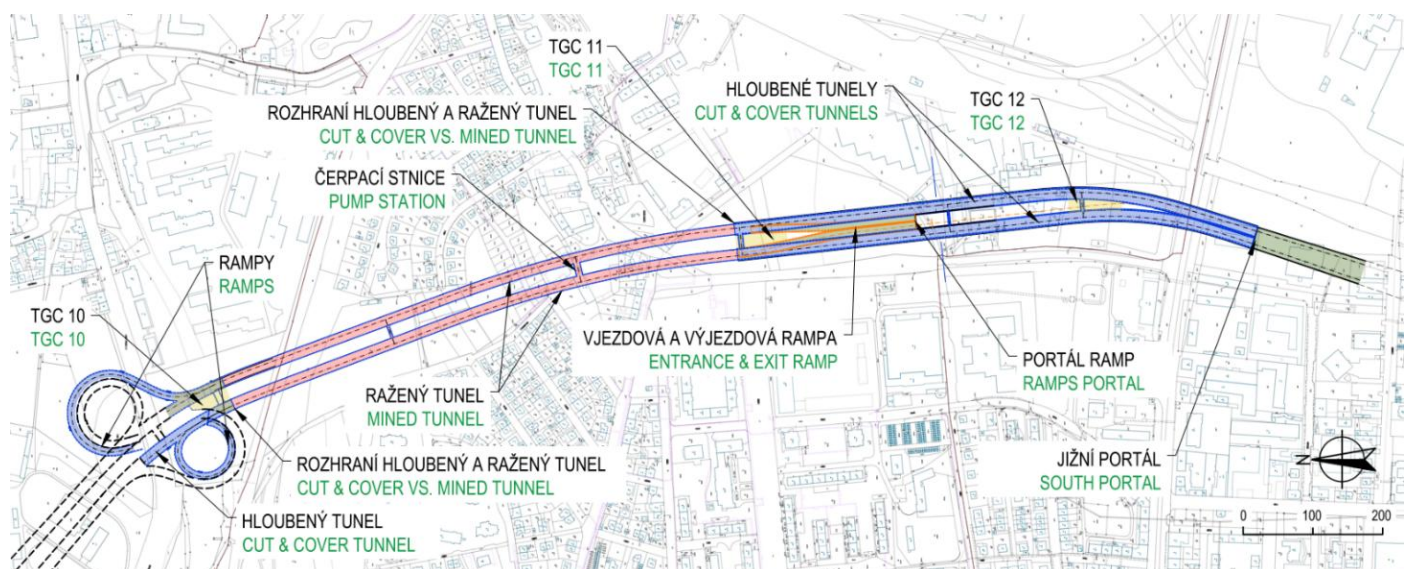 TGC 11
TGC 11
HLOUBENÉ TUNELY
CUT & COVER TUNNELS
TGC 12
TGC 12
ROZHRANÍ HLOUBENÝ A RAŽENÝ TUNEL
CUT & COVER VS. MINED TUNNEL
ČERPACÍ STNICE
PUMP STATION
RAMPY
RAMPS
TGC 10
TGC 10
VJEZDOVÁ A VÝJEZDOVÁ RAMPA
ENTRANCE & EXIT RAMP
PORTÁL RAMP
RAMPS PORTAL
RAŽENÝ TUNEL
MINED TUNNEL
ROZHRANÍ HLOUBENÝ A RAŽENÝ TUNEL
CUT & COVER VS. MINED TUNNEL
JIŽNÍ PORTÁL
SOUTH PORTAL
HLOUBENÝ TUNEL
CUT & COVER TUNNEL
N
0 100 200